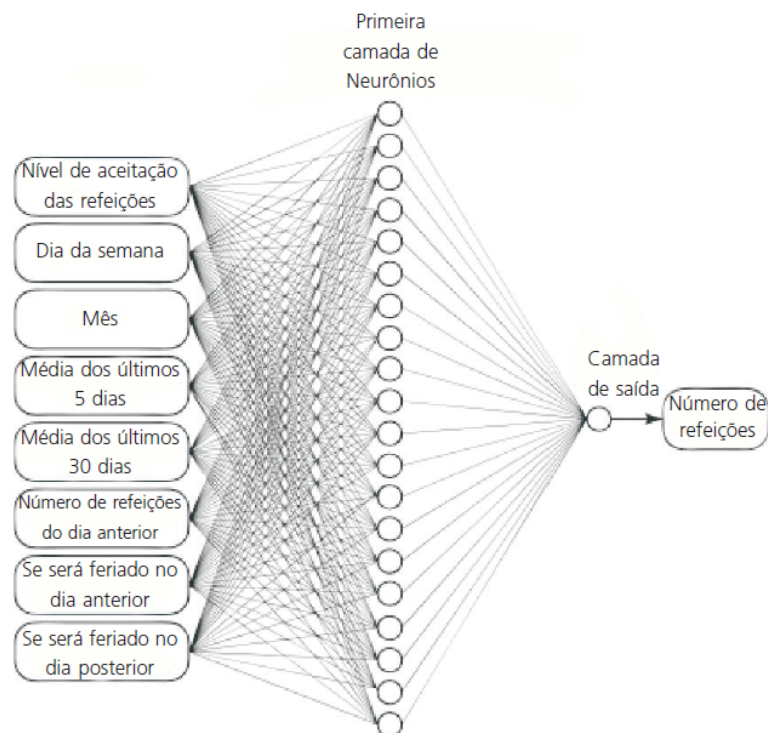 Primeira
camada de
Neurônios
Nível de aceitação
das refeições
Dia da semana
Mês
Média dos últimos
5 dias
Média dos últimos
30 dias
Número de refeições
do dia anterior
Se será feriado no
dia anterior
Se será feriado no
dia posterior
Camada
de saída
Número de
refeições